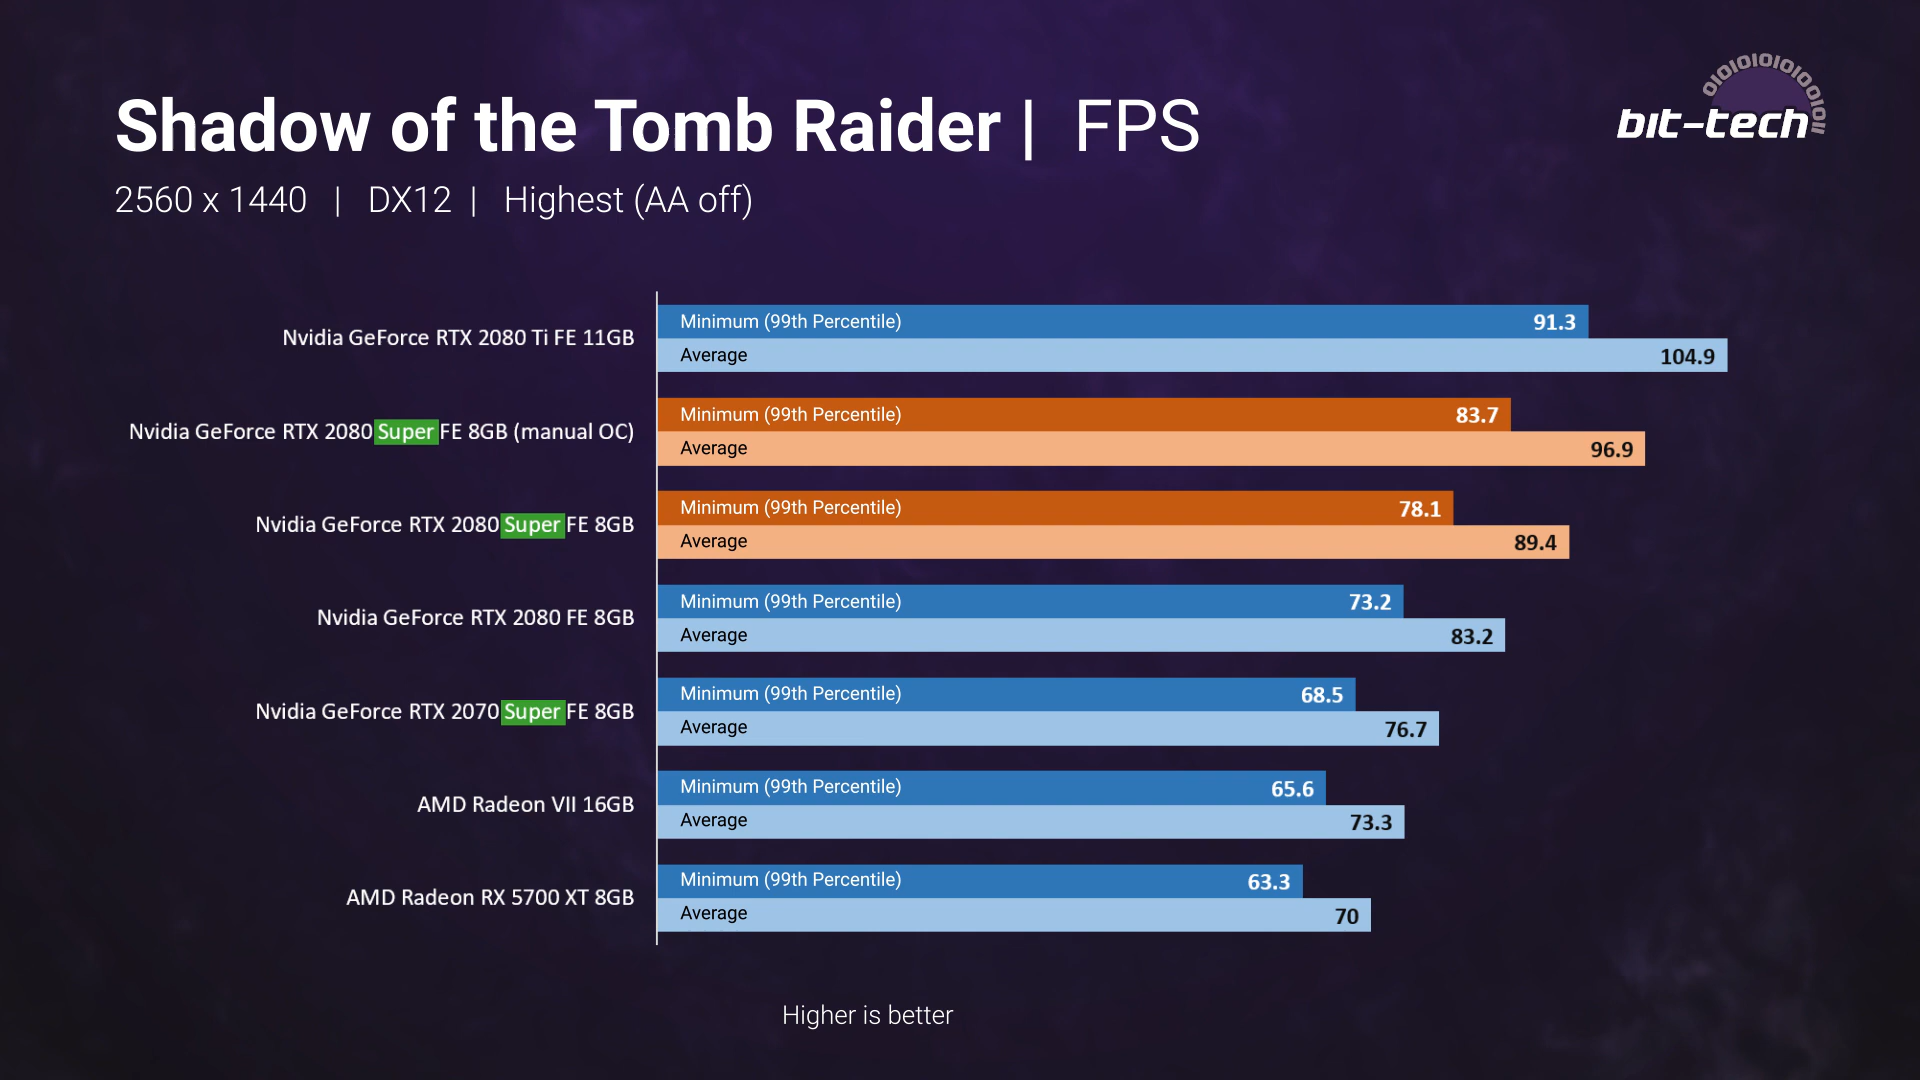 Shadow of the Tomb Raider | FPS
2560 x 1440 | DX12 | Highest (AA off)
01010101010101011
bit-tech
Nvidia GeForce RTX 2080 Ti FE 11GB
Minimum (99th Percentile) 91.3
Average 104.9
Nvidia GeForce RTX 2080 Super FE 8GB (manual OC)
Minimum (99th Percentile) 83.7
Average 96.9
Nvidia GeForce RTX 2080 Super FE 8GB
Minimum (99th Percentile) 78.1
Average 89.4
Nvidia GeForce RTX 2080 FE 8GB
Minimum (99th Percentile) 73.2
Average 83.2
Nvidia GeForce RTX 2070 Super FE 8GB
Minimum (99th Percentile) 68.5
Average 76.7
AMD Radeon VII 16GB
Minimum (99th Percentile) 65.6
Average 73.3
AMD Radeon RX 5700 XT 8GB
Minimum (99th Percentile) 63.3
Average 70
Higher is better